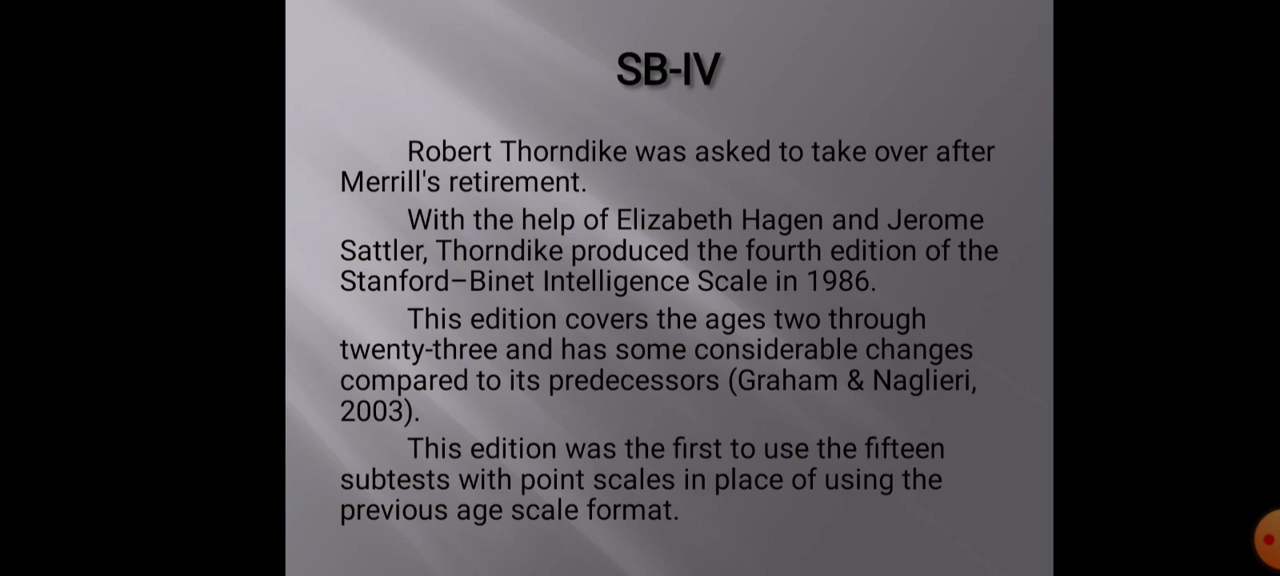 SB-IV
Robert Thorndike was asked to take over after
Merrill's retirement.
With the help of Elizabeth Hagen and Jerome
Sattler, Thorndike produced the fourth edition of the
Stanford–Binet Intelligence Scale in 1986.
This edition covers the ages two through
twenty-three and has some considerable changes
compared to its predecessors (Graham & Naglieri,
2003).
This edition was the first to use the fifteen
subtests with point scales in place of using the
previous age scale format.